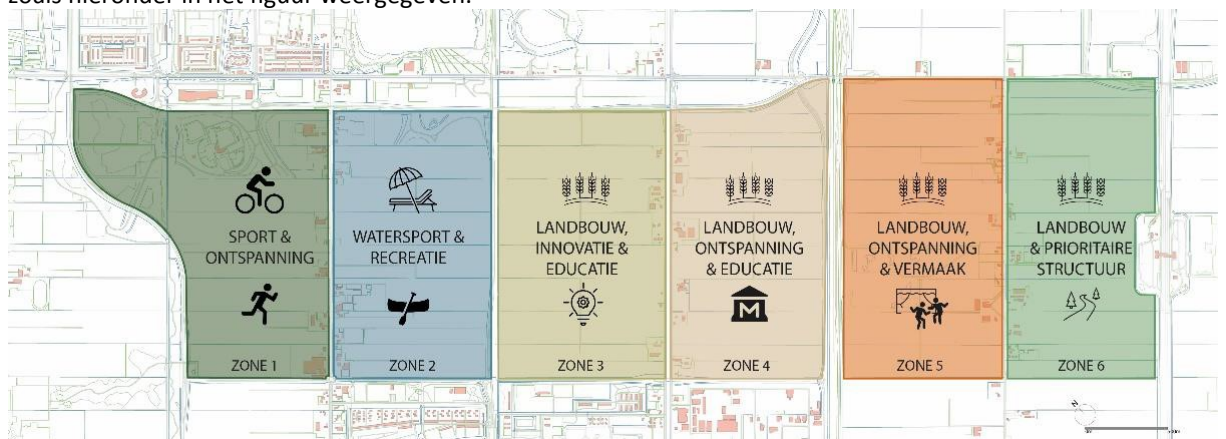 zoals hieronder in het figuur weergegeven.
SPORT &
ONTSPANNING
ZONE 1
WATERSPORT &
RECREATIE
ZONE 2
LANDBOUW,
INNOVATIE &
EDUCATIE
ZONE 3
LANDBOUW,
ONTSPANNING
& EDUCATIE
M
ZONE 4
LANDBOUW,
ONTSPANNING
& VERMAAK
ZONE 5
LANDBOUW
& PRIORITAIRE
STRUCTUUR
ZONE 6
N